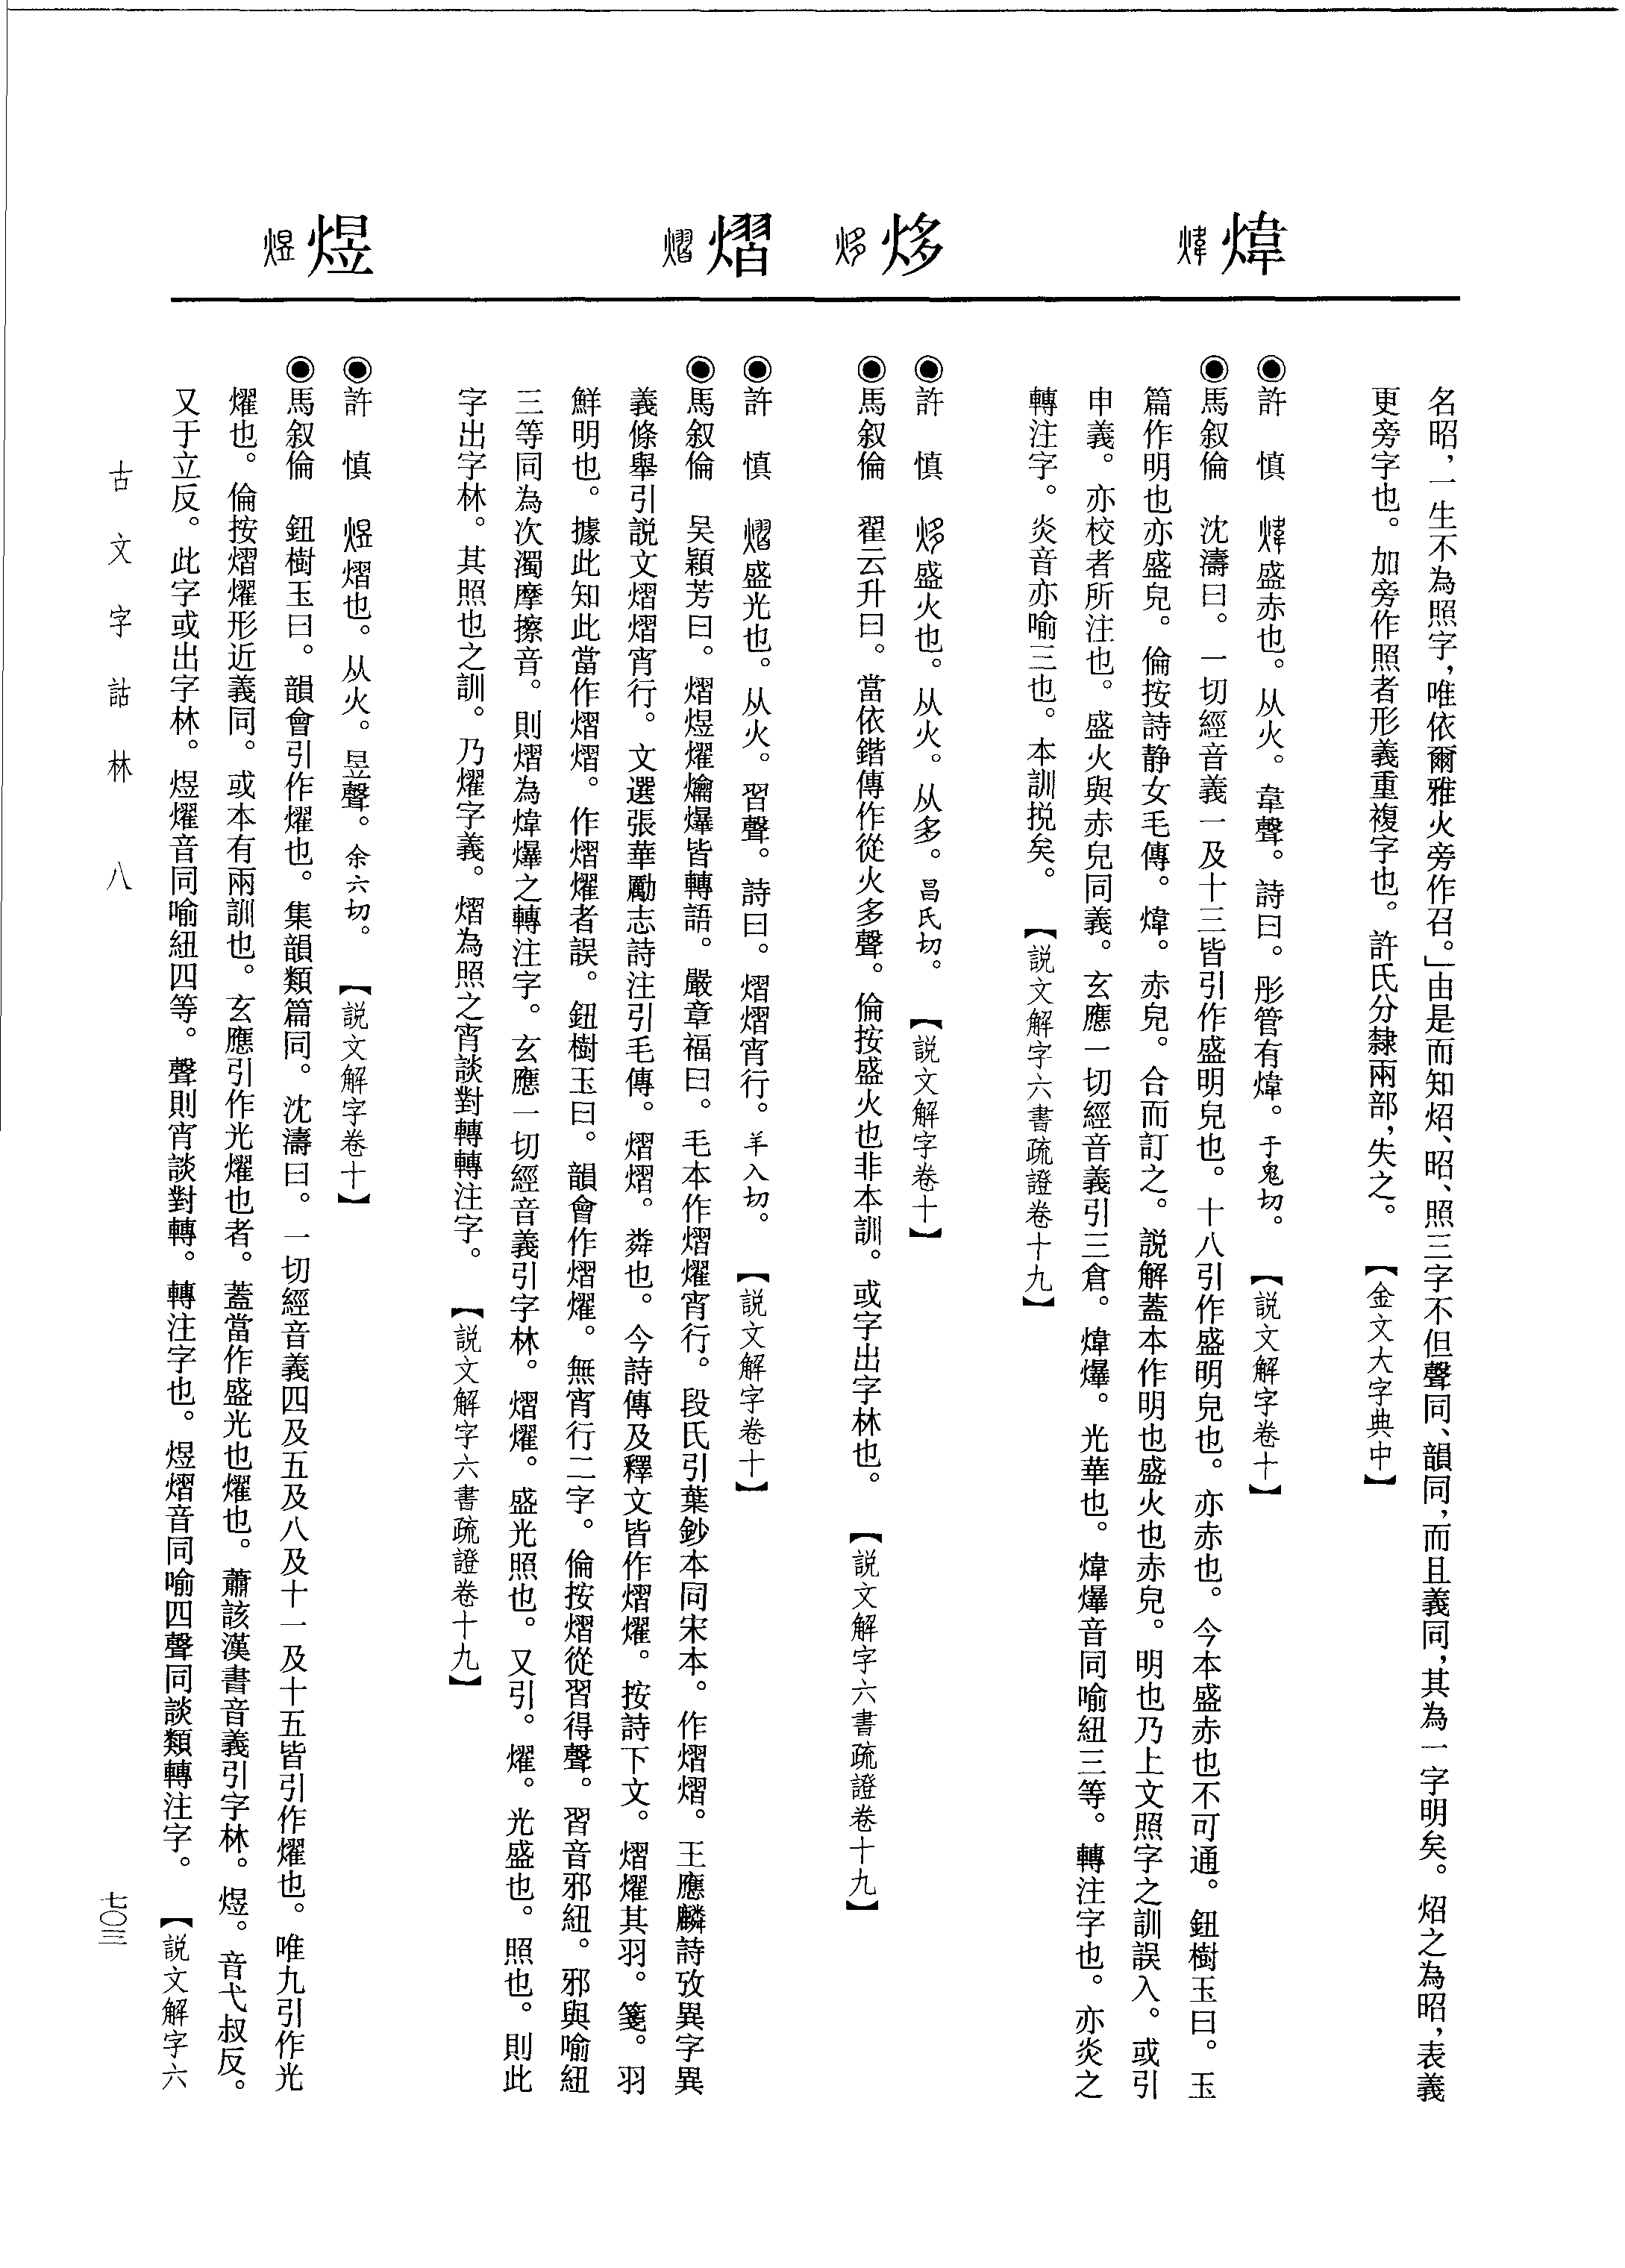 煒 煒
㶴 㶴
熠 熠
煜 煜
名昭，一生不為照字，唯依爾雅火旁作召。」由是而知炤、昭、照三字不但聲同、韻同，而且義同，其為一字明矣。炤之為昭，表義
更旁字也。加旁作照者形義重複字也。許氏分隸兩部，失之。【金文大字典中】
◉許　慎　煒盛赤也。从火。韋聲。詩曰。彤管有煒。于鬼切。【説文解字卷十】
◉馬叙倫　沈濤曰。一切經音義一及十三皆引作盛明皃也。十八引作盛明皃也。亦赤也。今本盛赤也不可通。鈕樹玉曰。玉
篇作明也亦盛皃。倫按詩静女毛傳。煒。赤皃。合而訂之。説解蓋本作明也盛火也赤皃。明也乃上文照字之訓誤入。或引
申義。亦校者所注也。盛火與赤皃同義。玄應一切經音義引三倉。煒爗。光華也。煒爗音同喻紐三等。轉注字也。亦炎之
轉注字。炎音亦喻三也。本訓挩矣。【説文解字六書疏證卷十九】
◉許　慎　㶴盛火也。从火。从多。昌氏切。【説文解字卷十】
◉馬叙倫　翟云升曰。當依鍇傳作從火多聲。倫按盛火也非本訓。或字出字林也。【説文解字六書疏證卷十九】
◉許　慎　熠盛光也。从火。習聲。詩曰。熠熠宵行。羊入切。【説文解字卷十】
◉馬叙倫　吴穎芳曰。熠煜燿爚爗皆轉語。嚴章福曰。毛本作熠燿宵行。段氏引葉鈔本同宋本。作熠熠。王應麟詩攷異字異
義條舉引説文熠熠宵行。文選張華勵志詩注引毛傳。熠熠。粦也。今詩傳及釋文皆作熠燿。按詩下文。熠燿其羽。箋。羽
鮮明也。據此知此當作熠熠。作熠燿者誤。鈕樹玉曰。韻會作熠燿。無宵行二字。倫按熠從習得聲。習音邪紐。邪與喻紐
三等同為次濁摩擦音。則熠為煒爗之轉注字。玄應一切經音義引字林。熠燿。盛光照也。又引。燿。光盛也。照也。則此
字出字林。其照也之訓。乃燿字義。熠為照之宵談對轉轉注字。【説文解字六書疏證卷十九】
◉許　慎　煜熠也。从火。昱聲。余六切。【説文解字卷十】
◉馬叙倫　鈕樹玉曰。韻會引作燿也。集韻類篇同。沈濤曰。一切經音義四及五及八及十一及十五皆引作燿也。唯九引作光
燿也。倫按熠燿形近義同。或本有兩訓也。玄應引作光燿也者。蓋當作盛光也燿也。蕭該漢書音義引字林。煜。音弋叔反。
又于立反。此字或出字林。煜燿音同喻紐四等。聲則宵談對轉。轉注字也。煜熠音同喻四聲同談類轉注字。【説文解字六
古文字詁林　八
七〇三